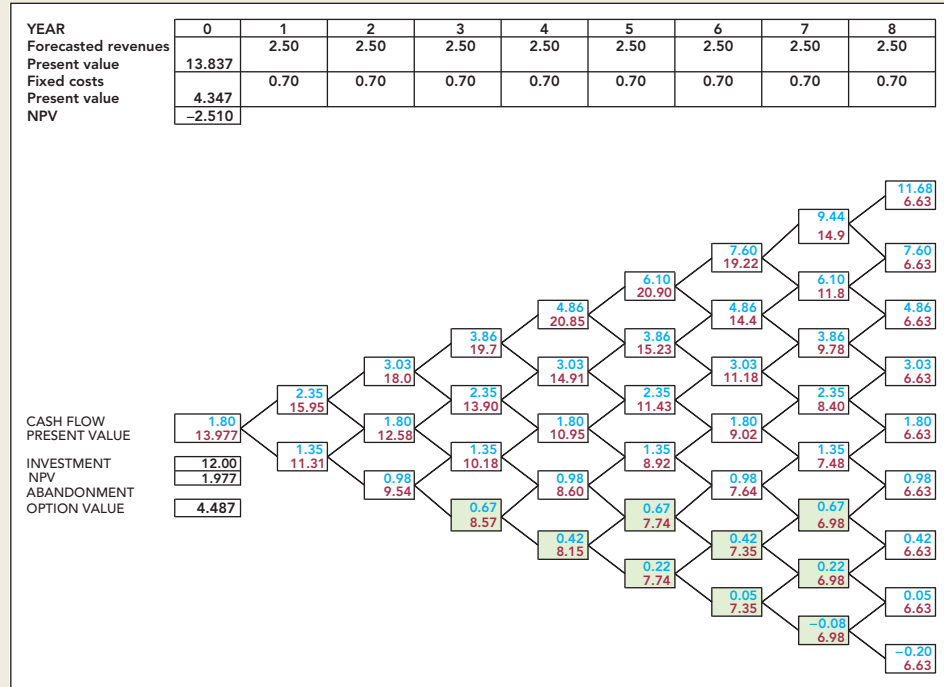 YEAR 0 1 2 3 4 5 6 7 8
Forecasted revenues 2.50 2.50 2.50 2.50 2.50 2.50 2.50 2.50
Present value 13.837
Fixed costs 0.70 0.70 0.70 0.70 0.70 0.70 0.70 0.70
Present value 4.347
NPV −2.510
11.68
6.63
9.44
14.9
7.60 7.60
19.22 6.63
6.10 6.10
20.90 11.8
4.86 4.86 4.86
20.85 14.4 6.63
3.86 3.86 3.86
19.7 15.23 9.78
3.03 3.03 3.03 3.03
18.0 14.91 11.18 6.63
2.35 2.35 2.35 2.35
15.95 13.90 11.43 8.40
CASH FLOW 1.80 1.80 1.80 1.80 1.80
PRESENT VALUE 13.977 12.58 10.95 9.02 6.63
1.35 1.35 1.35 1.35
INVESTMENT 12.00 11.31 10.18 8.92 7.48
NPV 1.977 0.98 0.98 0.98 0.98
ABANDONMENT 9.54 8.60 7.64 6.63
OPTION VALUE 4.487 0.67 0.67 0.67
8.57 7.74 6.98
0.42 0.42 0.42
8.15 7.35 6.63
0.22 0.22
7.74 6.98
0.05 0.05
7.35 6.63
−0.08
6.98
−0.20
6.63